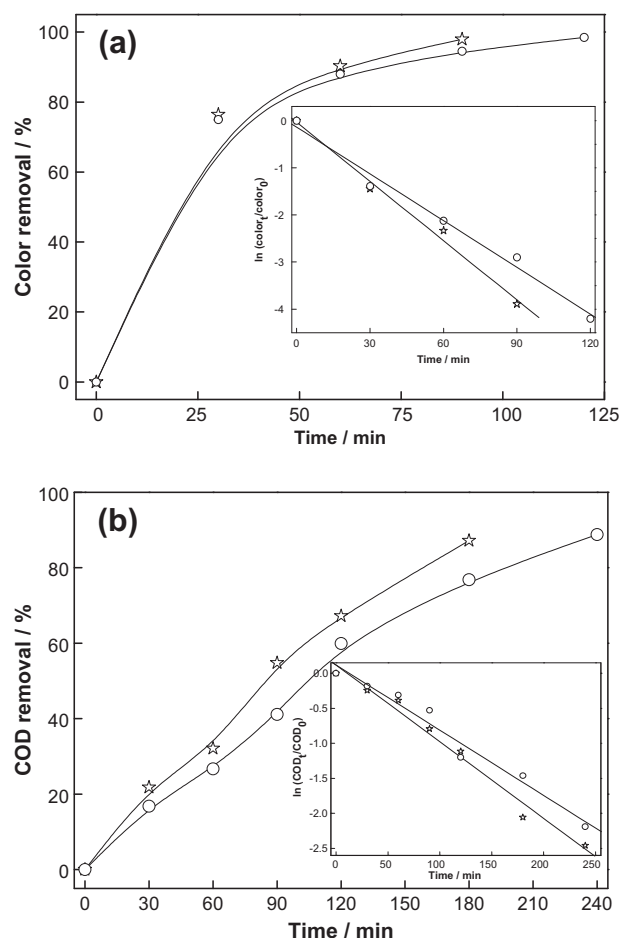 (a)
100
80
60
40
20
0
Color removal / %
0 25 50 75 100 125
Time / min
0
-1
-2
-3
-4
ln (color_t/color_0)
0 30 60 90 120
Time / min
(b)
100
80
60
40
20
0
COD removal / %
0 30 60 90 120 150 180 210 240
Time / min
0.0
-0.5
-1.0
-1.5
-2.0
-2.5
ln (COD_t/COD_0)
0 50 100 150 200 250
Time / min